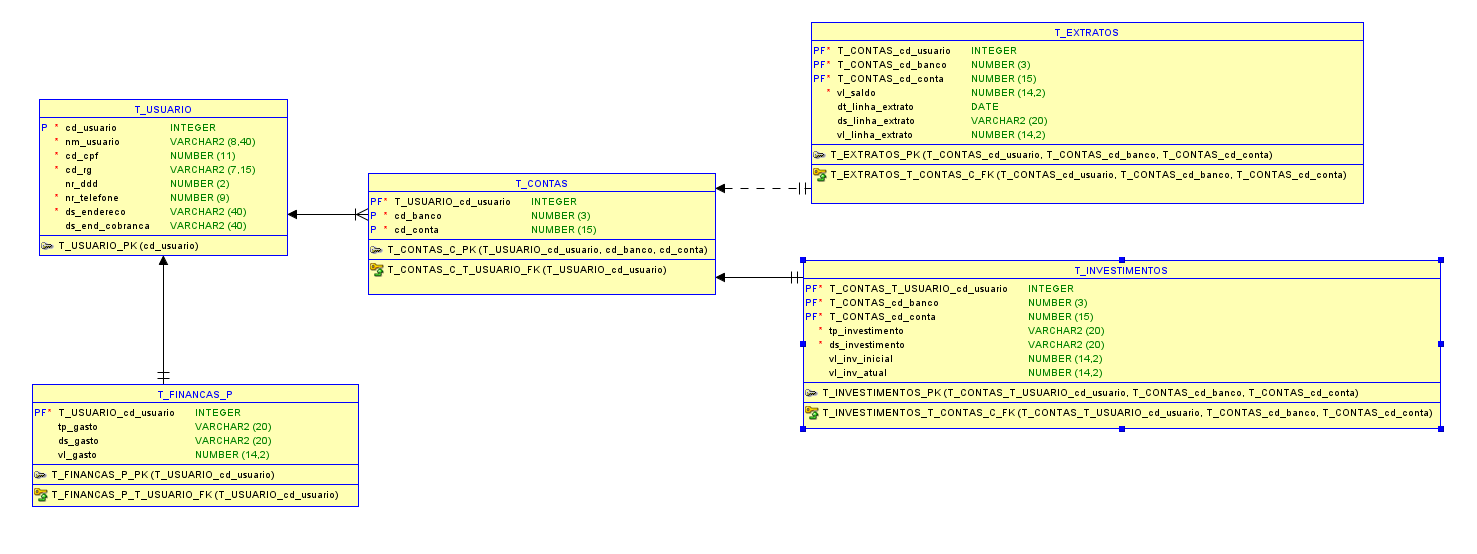 T_USUARIO
P * cd_usuario INTEGER
* nm_usuario VARCHAR2 (8,40)
* cd_cpf NUMBER (11)
* cd_rg VARCHAR2 (7,15)
nr_ddd NUMBER (2)
* nr_telefone NUMBER (9)
* ds_endereco VARCHAR2 (40)
ds_end_cobranca VARCHAR2 (40)
T_USUARIO_PK (cd_usuario)
T_CONTAS
PF* T_USUARIO_cd_usuario INTEGER
P * cd_banco NUMBER (3)
P * cd_conta NUMBER (15)
T_CONTAS_C_PK (T_USUARIO_cd_usuario, cd_banco, cd_conta)
T_CONTAS_C_T_USUARIO_FK (T_USUARIO_cd_usuario)
T_EXTRATOS
PF* T_CONTAS_cd_usuario INTEGER
PF* T_CONTAS_cd_banco NUMBER (3)
PF* T_CONTAS_cd_conta NUMBER (15)
* vl_saldo NUMBER (14,2)
dt_linha_extrato DATE
ds_linha_extrato VARCHAR2 (20)
vl_linha_extrato NUMBER (14,2)
T_EXTRATOS_PK (T_CONTAS_cd_usuario, T_CONTAS_cd_banco, T_CONTAS_cd_conta)
T_EXTRATOS_T_CONTAS_C_FK (T_CONTAS_cd_usuario, T_CONTAS_cd_banco, T_CONTAS_cd_conta)
T_INVESTIMENTOS
PF* T_CONTAS_T_USUARIO_cd_usuario INTEGER
PF* T_CONTAS_cd_banco NUMBER (3)
PF* T_CONTAS_cd_conta NUMBER (15)
* tp_investimento VARCHAR2 (20)
* ds_investimento VARCHAR2 (20)
vl_inv_inicial NUMBER (14,2)
vl_inv_atual NUMBER (14,2)
T_INVESTIMENTOS_PK (T_CONTAS_T_USUARIO_cd_usuario, T_CONTAS_cd_banco, T_CONTAS_cd_conta)
T_INVESTIMENTOS_T_CONTAS_C_FK (T_CONTAS_T_USUARIO_cd_usuario, T_CONTAS_cd_banco, T_CONTAS_cd_conta)
T_FINANCAS_P
PF* T_USUARIO_cd_usuario INTEGER
tp_gasto VARCHAR2 (20)
ds_gasto VARCHAR2 (20)
vl_gasto NUMBER (14,2)
T_FINANCAS_P_PK (T_USUARIO_cd_usuario)
T_FINANCAS_P_T_USUARIO_FK (T_USUARIO_cd_usuario)